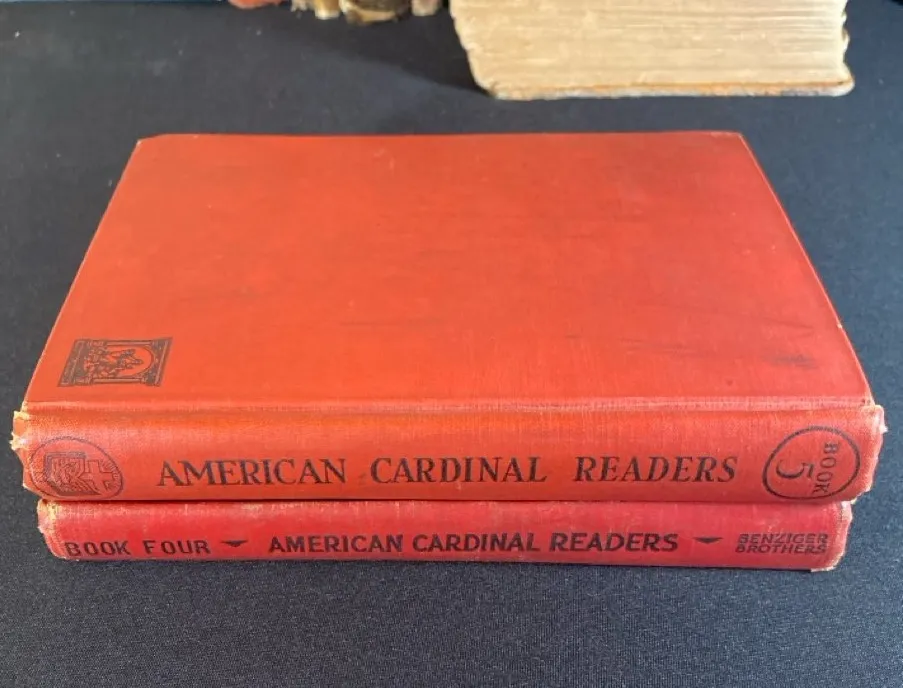 AMERICAN CARDINAL READERS
BOOK
5
BOOK FOUR AMERICAN CARDINAL READERS BENZIGER
BROTHERS